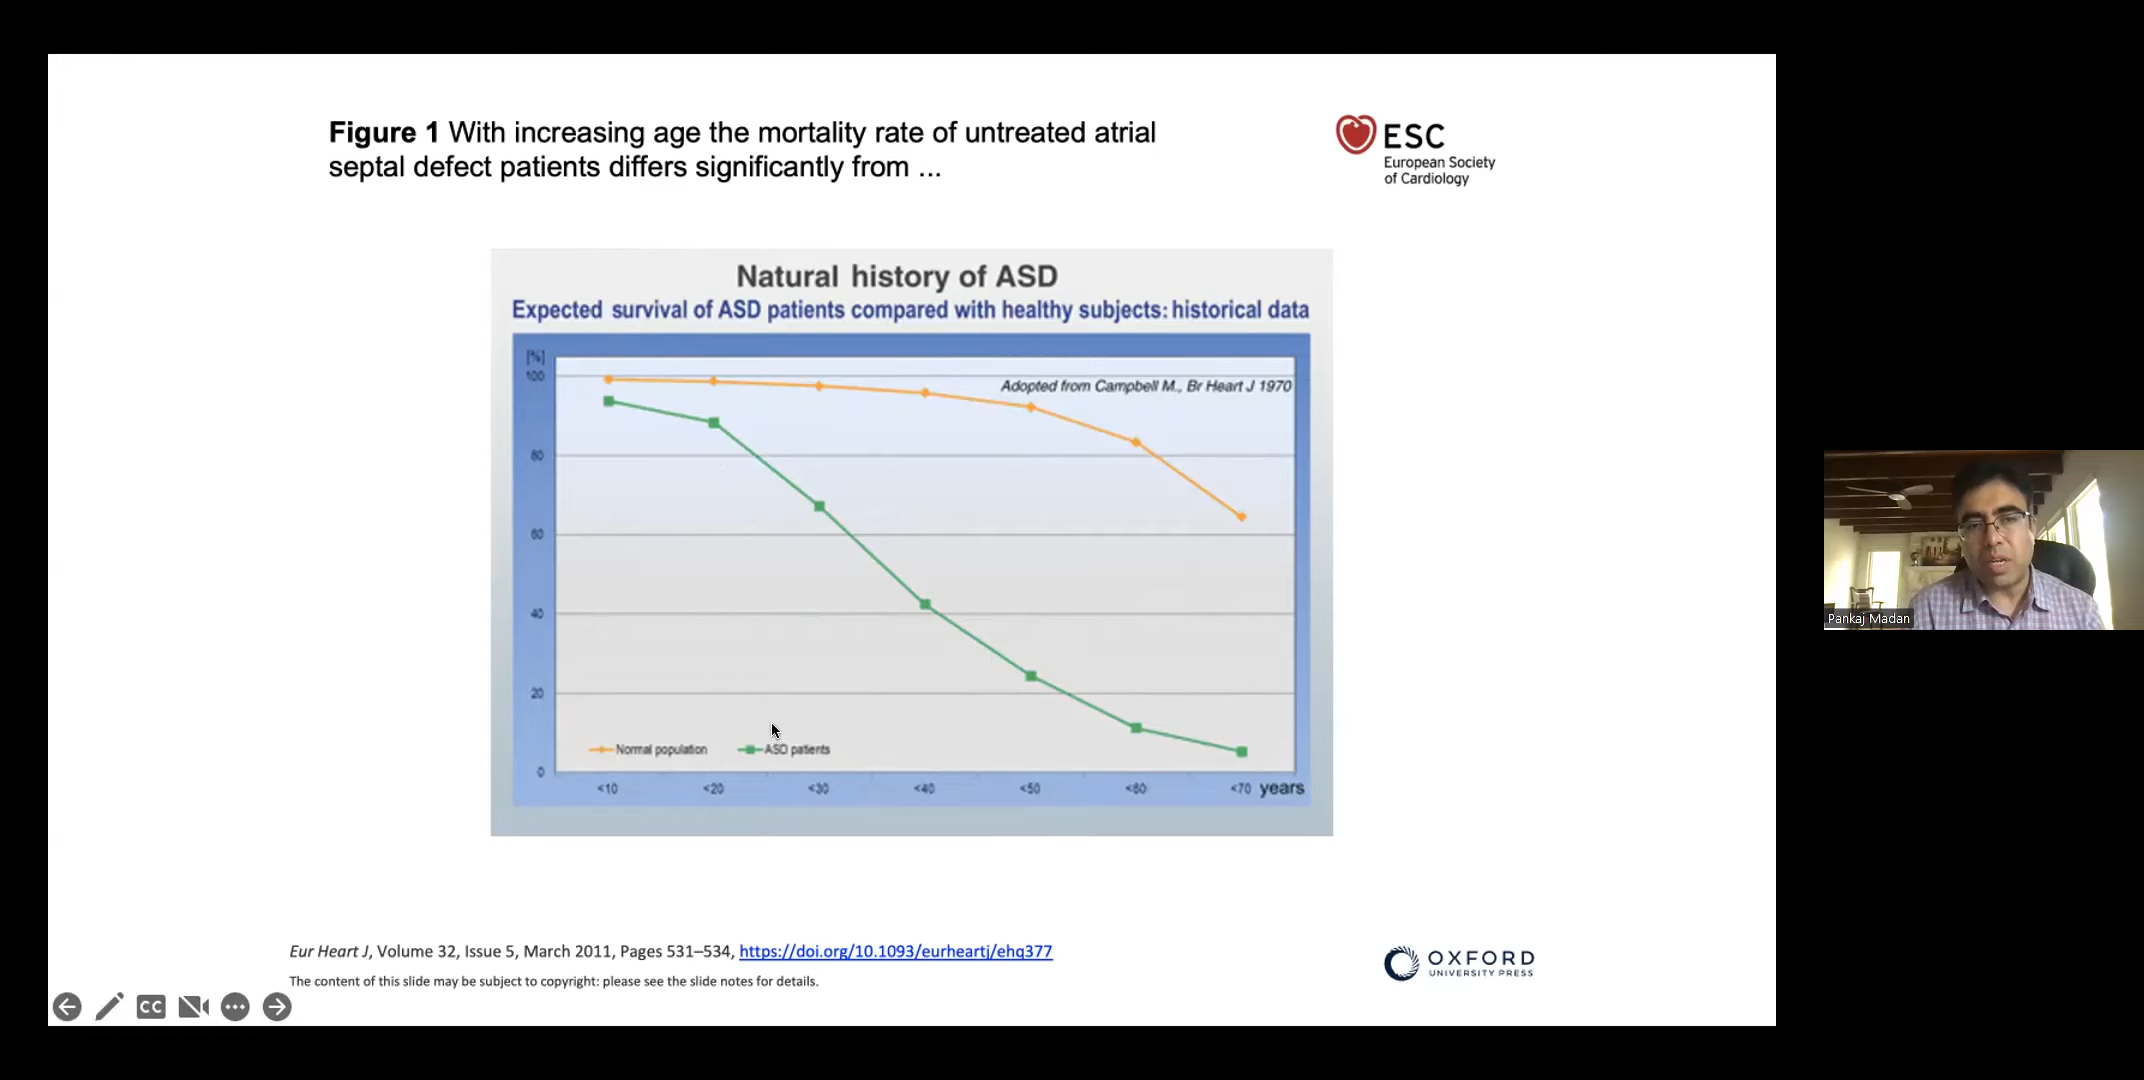 Figure 1 With increasing age the mortality rate of untreated atrial
septal defect patients differs significantly from ...
ESC
European Society
of Cardiology
Natural history of ASD
Expected survival of ASD patients compared with healthy subjects: historical data
[%]
100
Adopted from Campbell M., Br Heart J 1970
80
60
40
20
Normal population
ASD patients
0
<10 <20 <30 <40 <50 <60 <70 years
Pankaj Madan
Eur Heart J, Volume 32, Issue 5, March 2011, Pages 531–534, https://doi.org/10.1093/eurheartj/ehq377
The content of this slide may be subject to copyright: please see the slide notes for details.
OXFORD
UNIVERSITY PRESS
CC